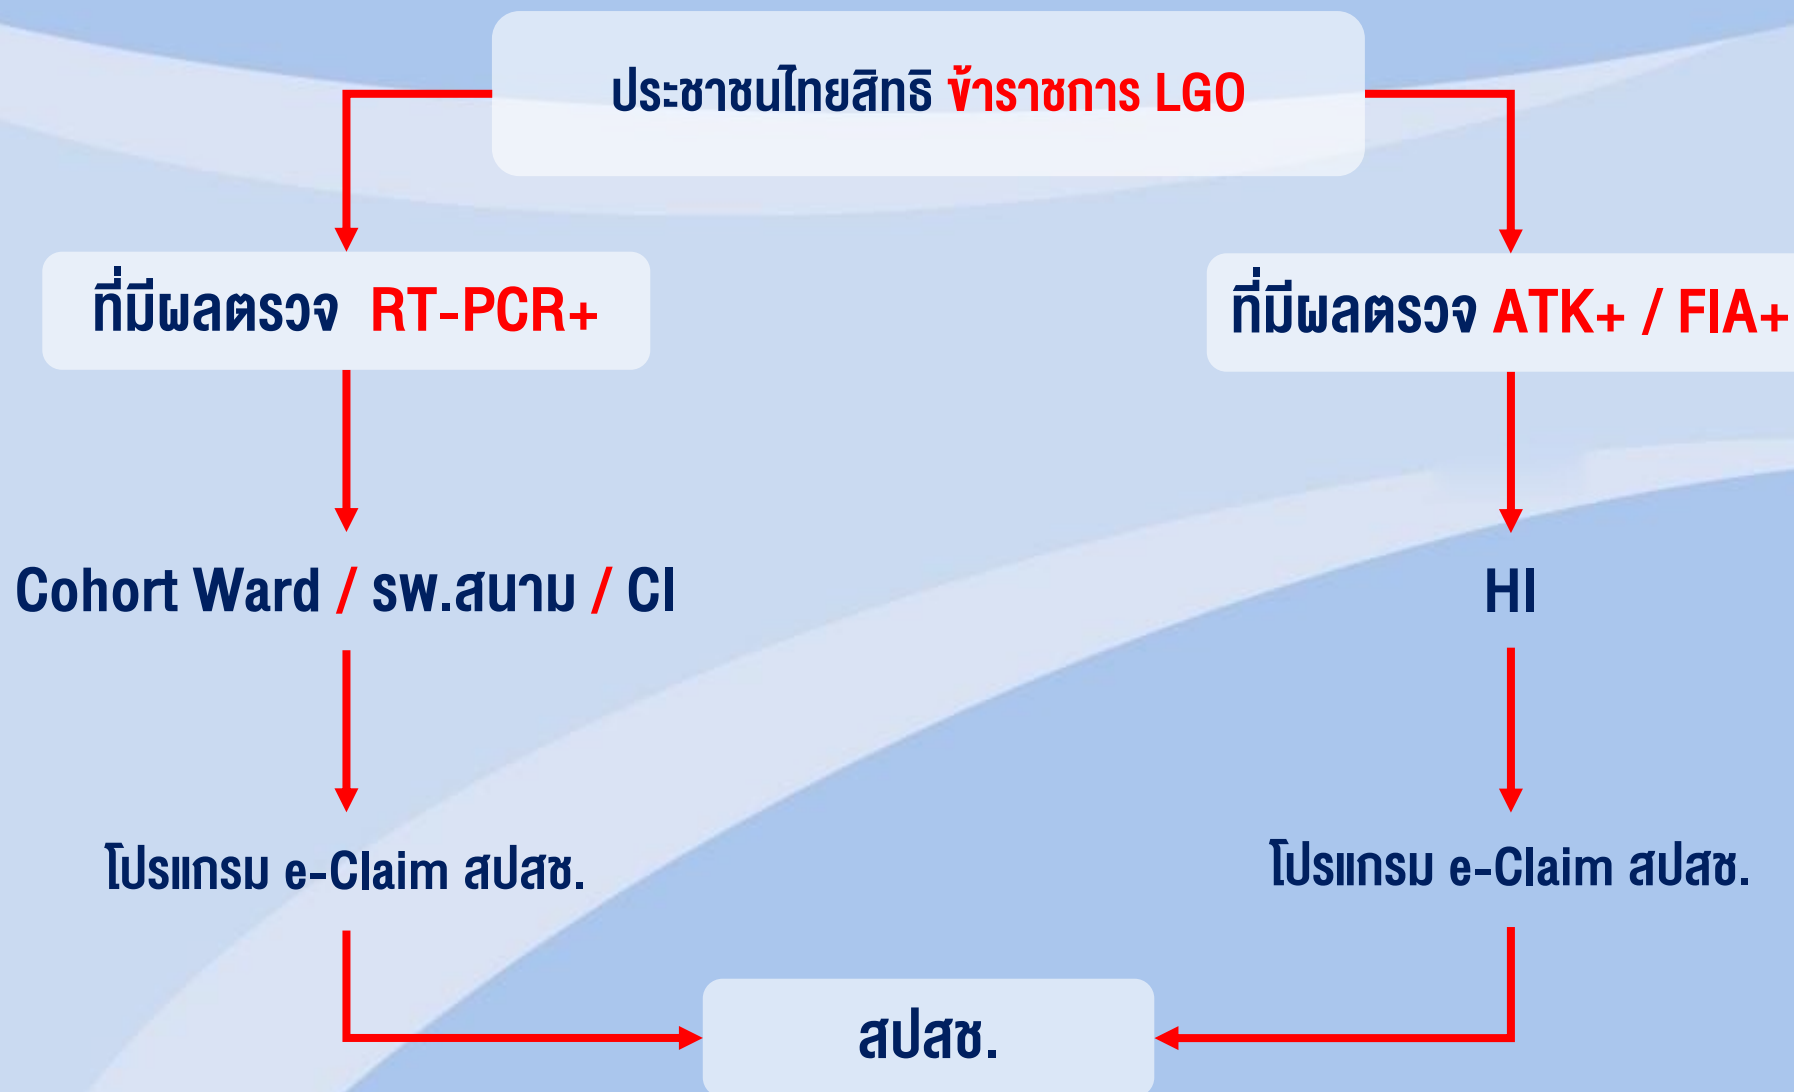 ประชาชนไทยสิทธิ ข้าราชการ LGO
ที่มีผลตรวจ RT-PCR+
ที่มีผลตรวจ ATK+ / FIA+
Cohort Ward / รพ.สนาม / CI
HI
โปรแกรม e-Claim สปสช.
โปรแกรม e-Claim สปสช.
สปสช.